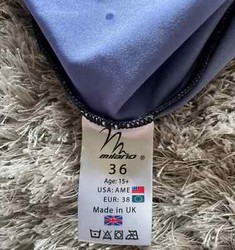 milano ®
36
Age: 15+
USA: AME
EUR: 38
Made in UK